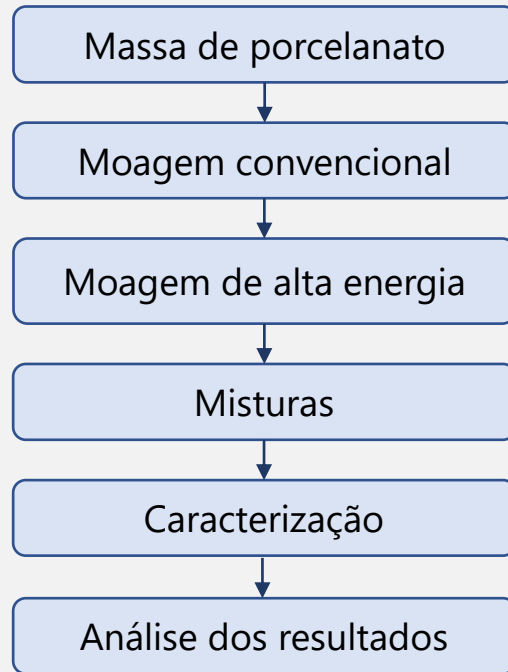 Massa de porcelanato
Moagem convencional
Moagem de alta energia
Misturas
Caracterização
Análise dos resultados